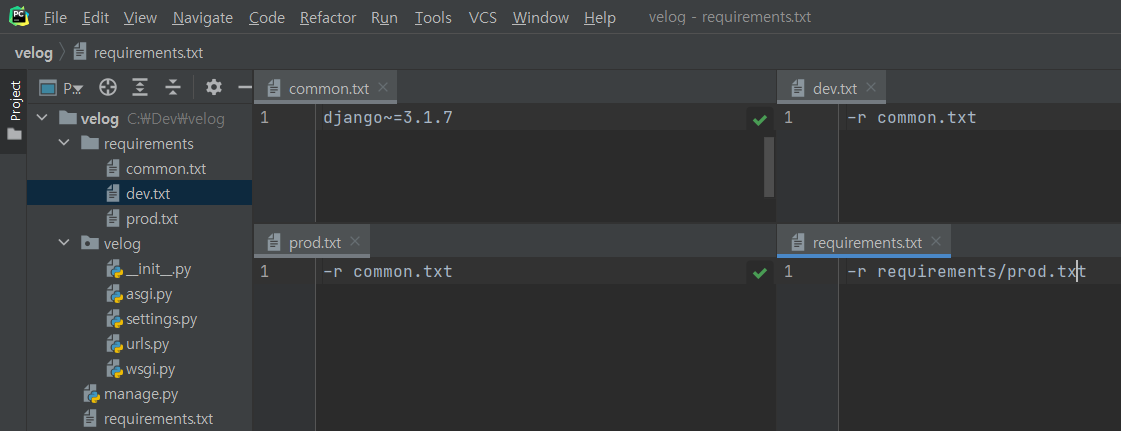 PC File Edit View Navigate Code Refactor Run Tools VCS Window Help velog - requirements.txt
velog requirements.txt
Project
P...
velog C:₩Dev₩velog
requirements
common.txt
dev.txt
prod.txt
velog
__init__.py
asgi.py
settings.py
urls.py
wsgi.py
manage.py
requirements.txt
common.txt
1 django~=3.1.7
dev.txt
1 -r common.txt
prod.txt
1 -r common.txt
requirements.txt
1 -r requirements/prod.txt